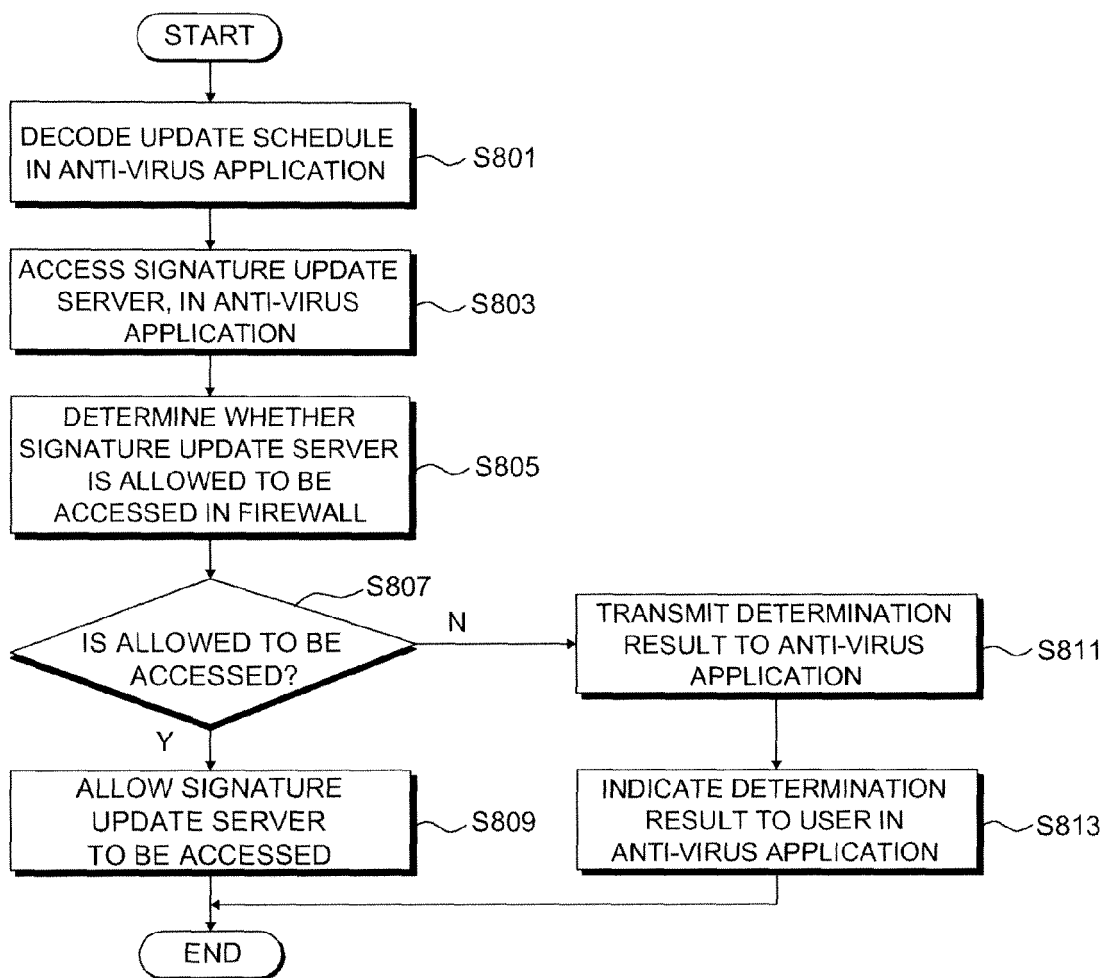 START
DECODE UPDATE SCHEDULE
IN ANTI-VIRUS APPLICATION
S801
ACCESS SIGNATURE UPDATE
SERVER, IN ANTI-VIRUS
APPLICATION
S803
DETERMINE WHETHER
SIGNATURE UPDATE SERVER
IS ALLOWED TO BE
ACCESSED IN FIREWALL
S805
S807
IS ALLOWED TO BE
ACCESSED?
N
TRANSMIT DETERMINATION
RESULT TO ANTI-VIRUS
APPLICATION
S811
Y
ALLOW SIGNATURE
UPDATE SERVER
TO BE ACCESSED
S809
INDICATE DETERMINATION
RESULT TO USER IN
ANTI-VIRUS APPLICATION
S813
END